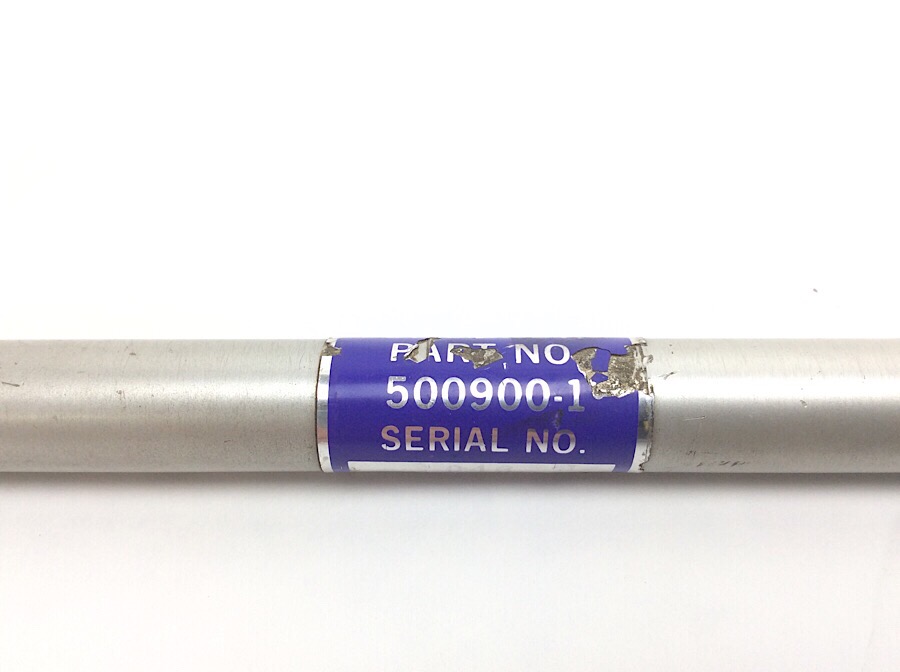 PART NO.
500900-1
SERIAL NO.